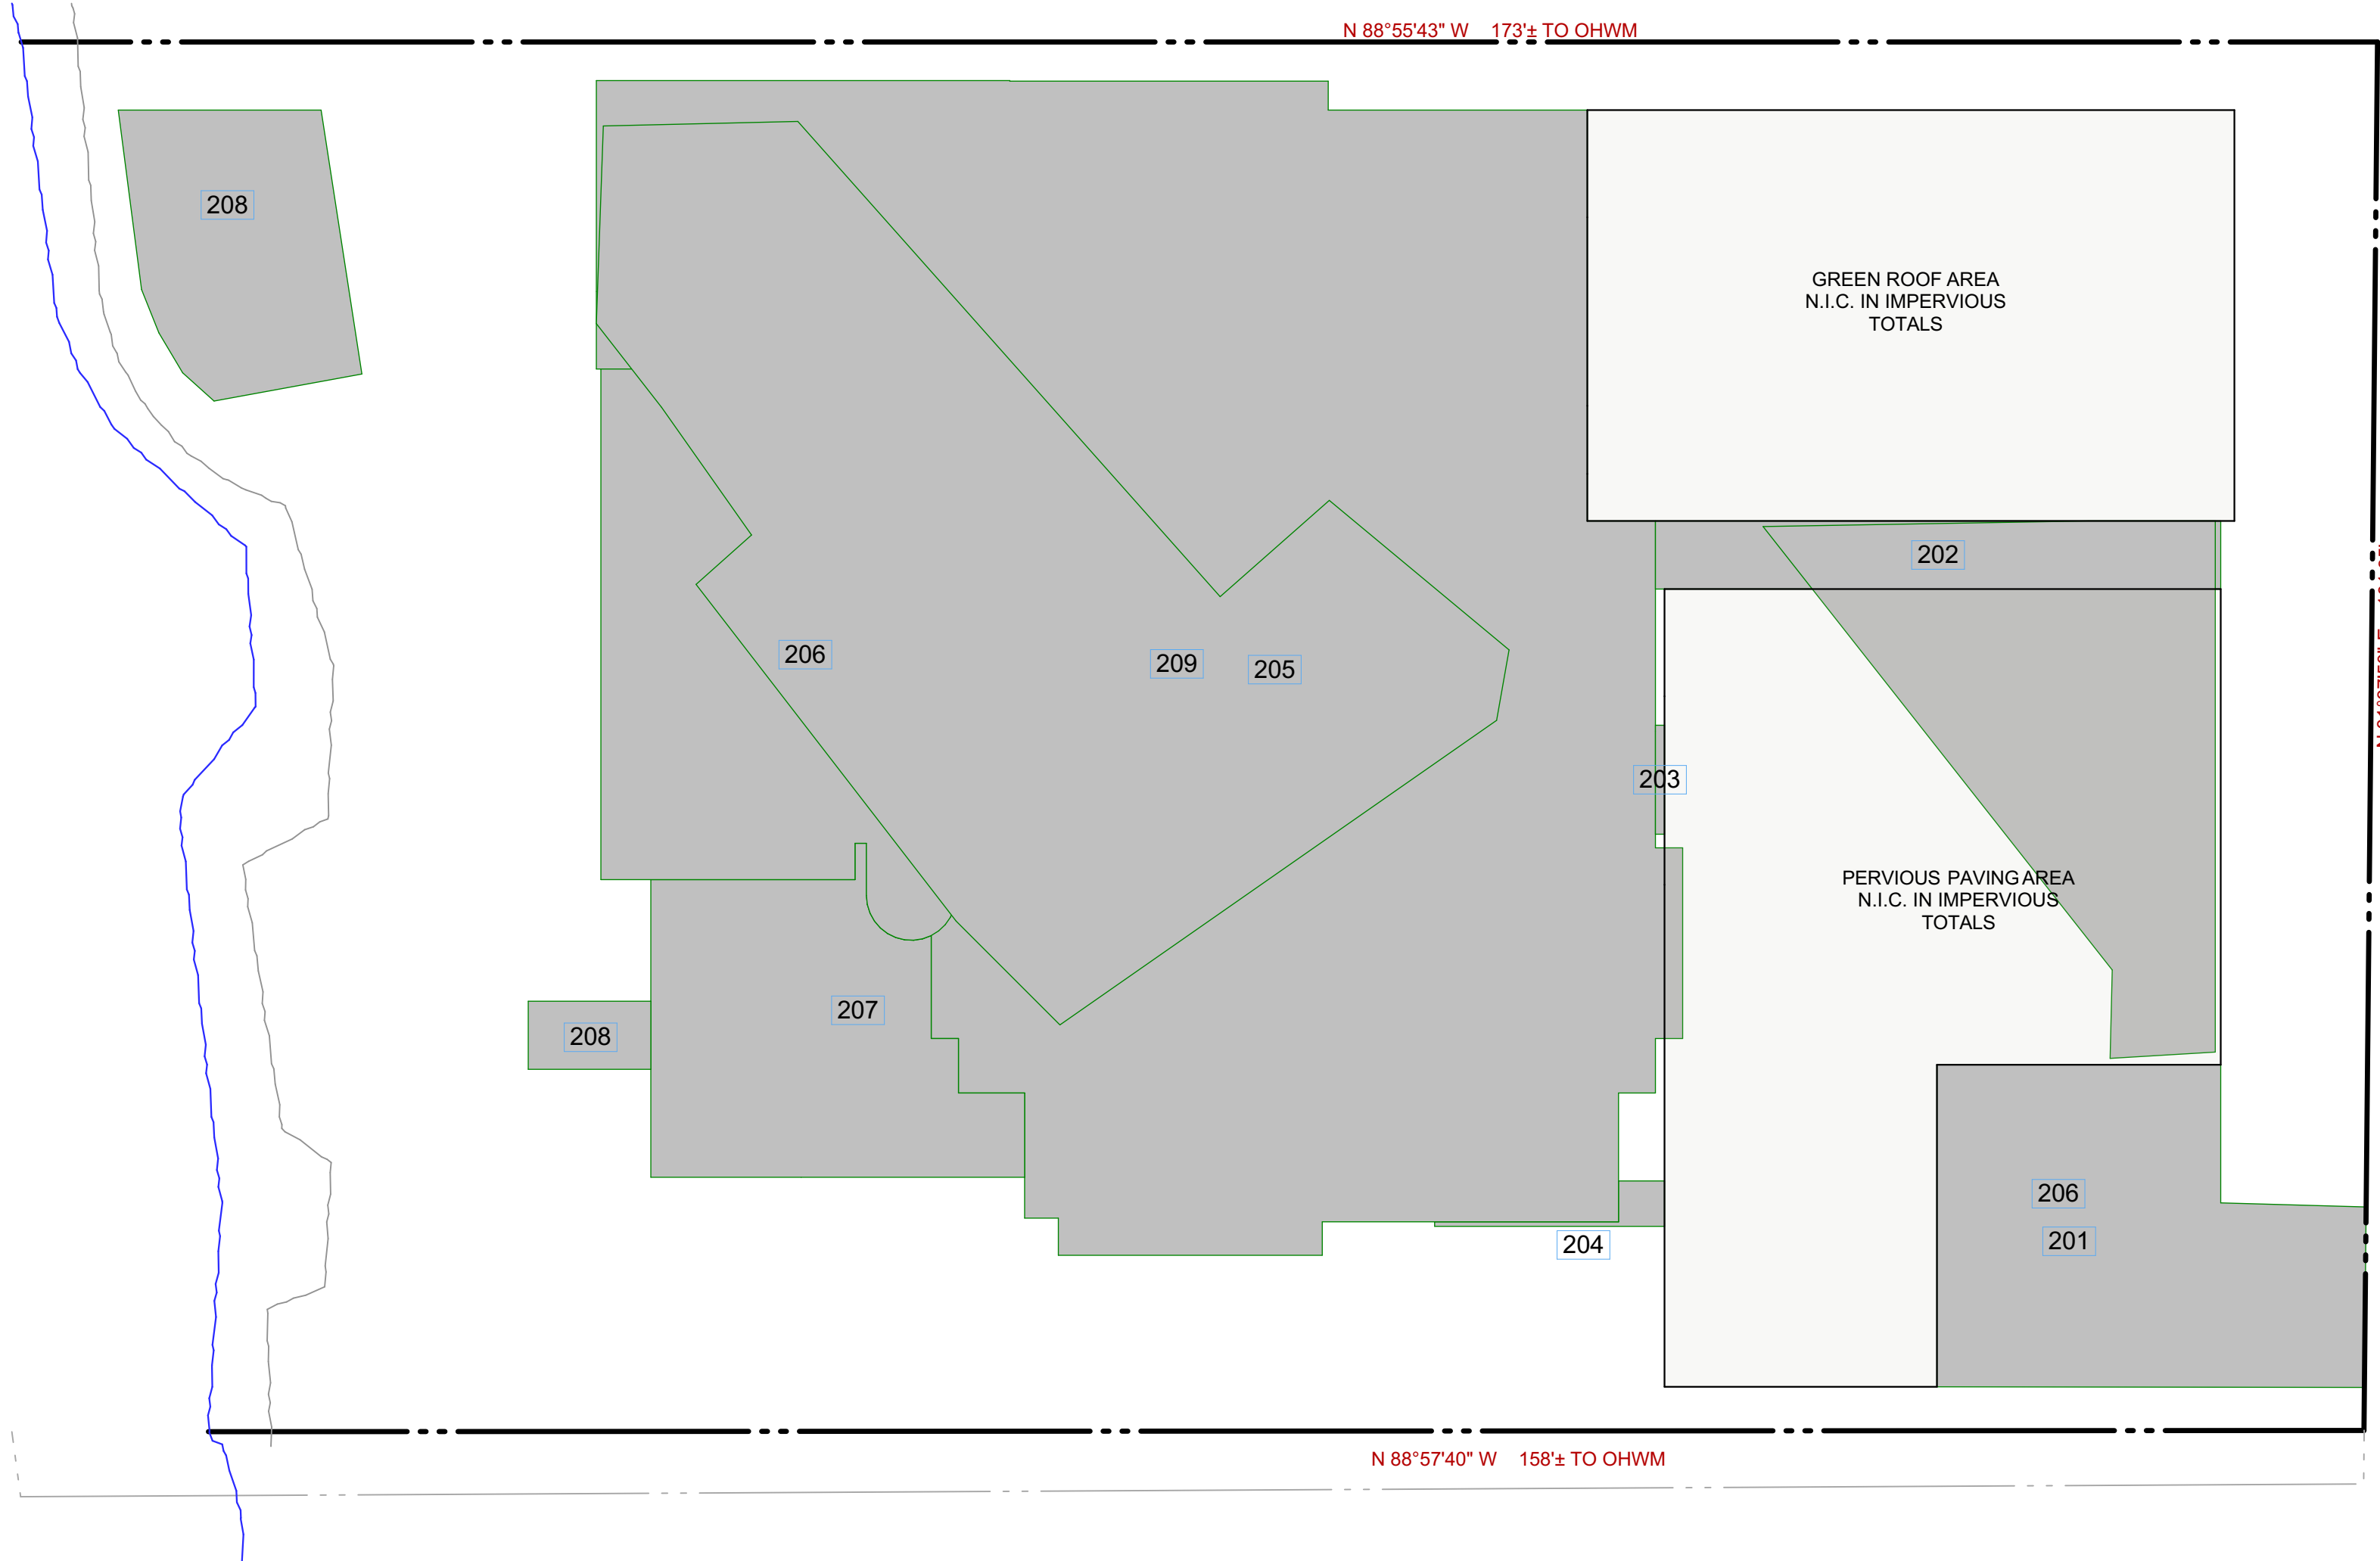 N 88°55'43" W 173'± TO OHWM
208
GREEN ROOF AREA
N.I.C. IN IMPERVIOUS
TOTALS
202
206
209
205
203
PERVIOUS PAVING AREA
N.I.C. IN IMPERVIOUS
TOTALS
207
208
206
201
204
N 88°57'40" W 158'± TO OHWM